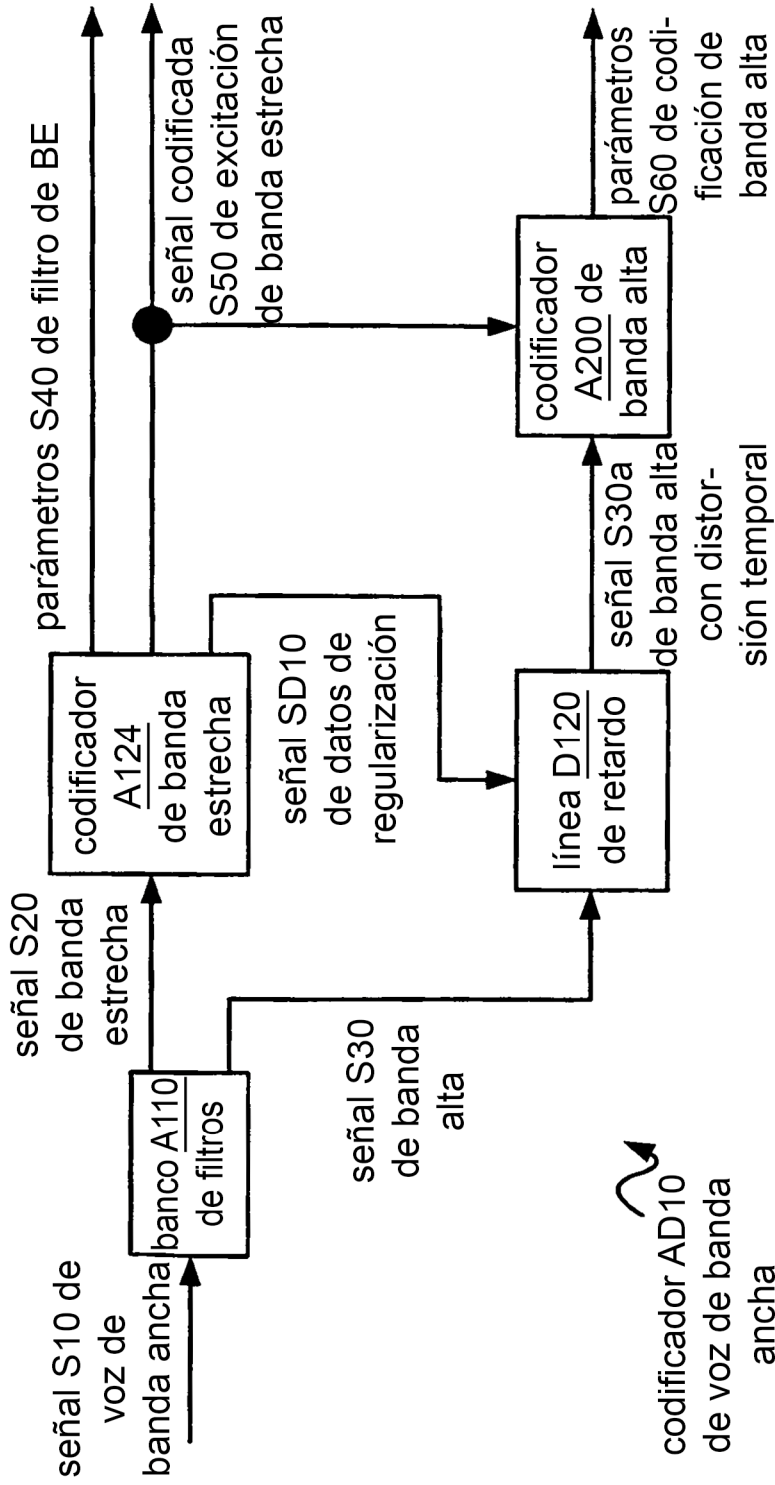 señal S10 de
voz de
banda ancha
banco A110
de filtros
señal S20
de banda
estrecha
señal S30
de banda
alta
codificador
A124
de banda
estrecha
parámetros S40 de filtro de BE
señal codificada
S50 de excitación
de banda estrecha
señal SD10
de datos de
regularización
línea D120
de retardo
señal S30a
de banda alta
con distor-
sión temporal
codificador
A200 de
banda alta
parámetros
S60 de codi-
ficación de
banda alta
codificador AD10
de voz de banda
ancha